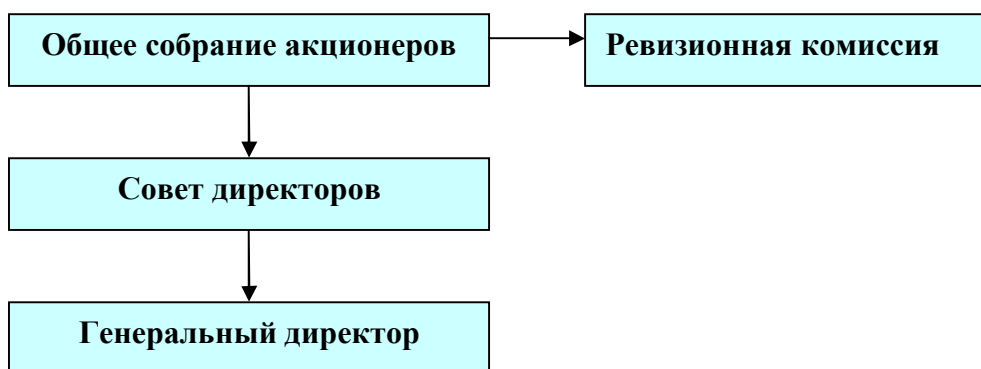 Общее собрание акционеров
Ревизионная комиссия
Совет директоров
Генеральный директор